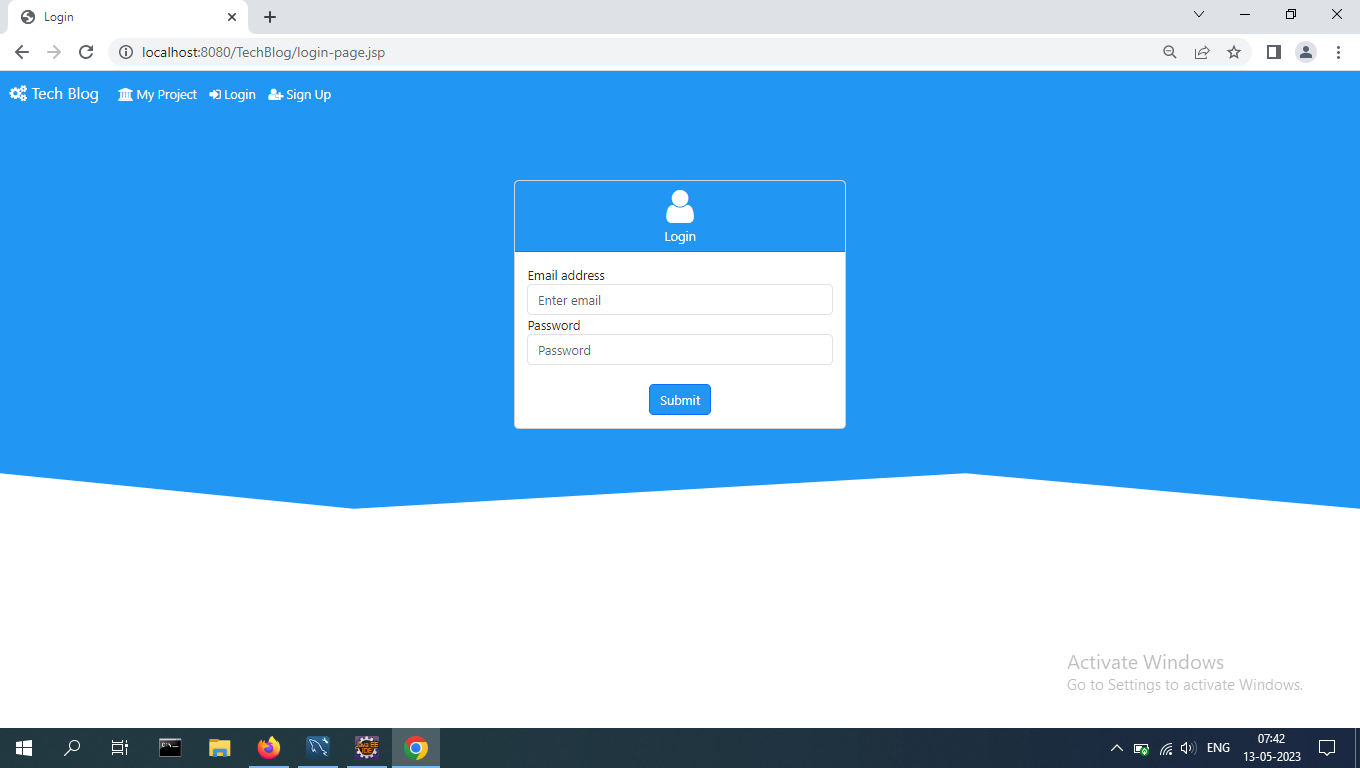 Login
localhost:8080/TechBlog/login-page.jsp
Tech Blog My Project Login Sign Up
Login
Email address
Enter email
Password
Password
Submit
Activate Windows
Go to Settings to activate Windows.
ENG
07:42
13-05-2023